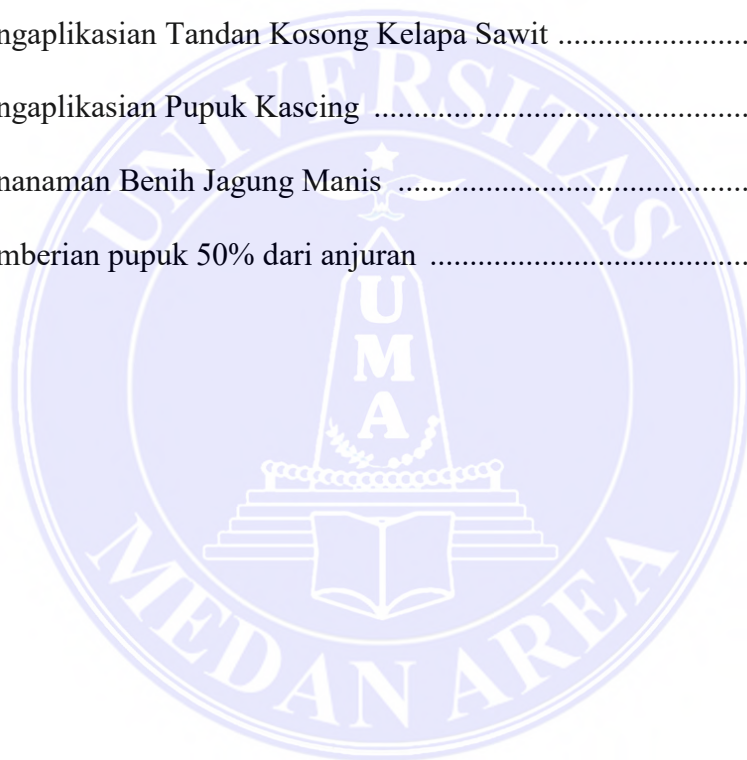 ngaplikasian Tandan Kosong Kelapa Sawit ........................
ngaplikasian Pupuk Kascing ................................................
nanaman Benih Jagung Manis .............................................
mberian pupuk 50% dari anjuran .........................................
UNIVERSITAS
U
M
A
MEDAN AREA